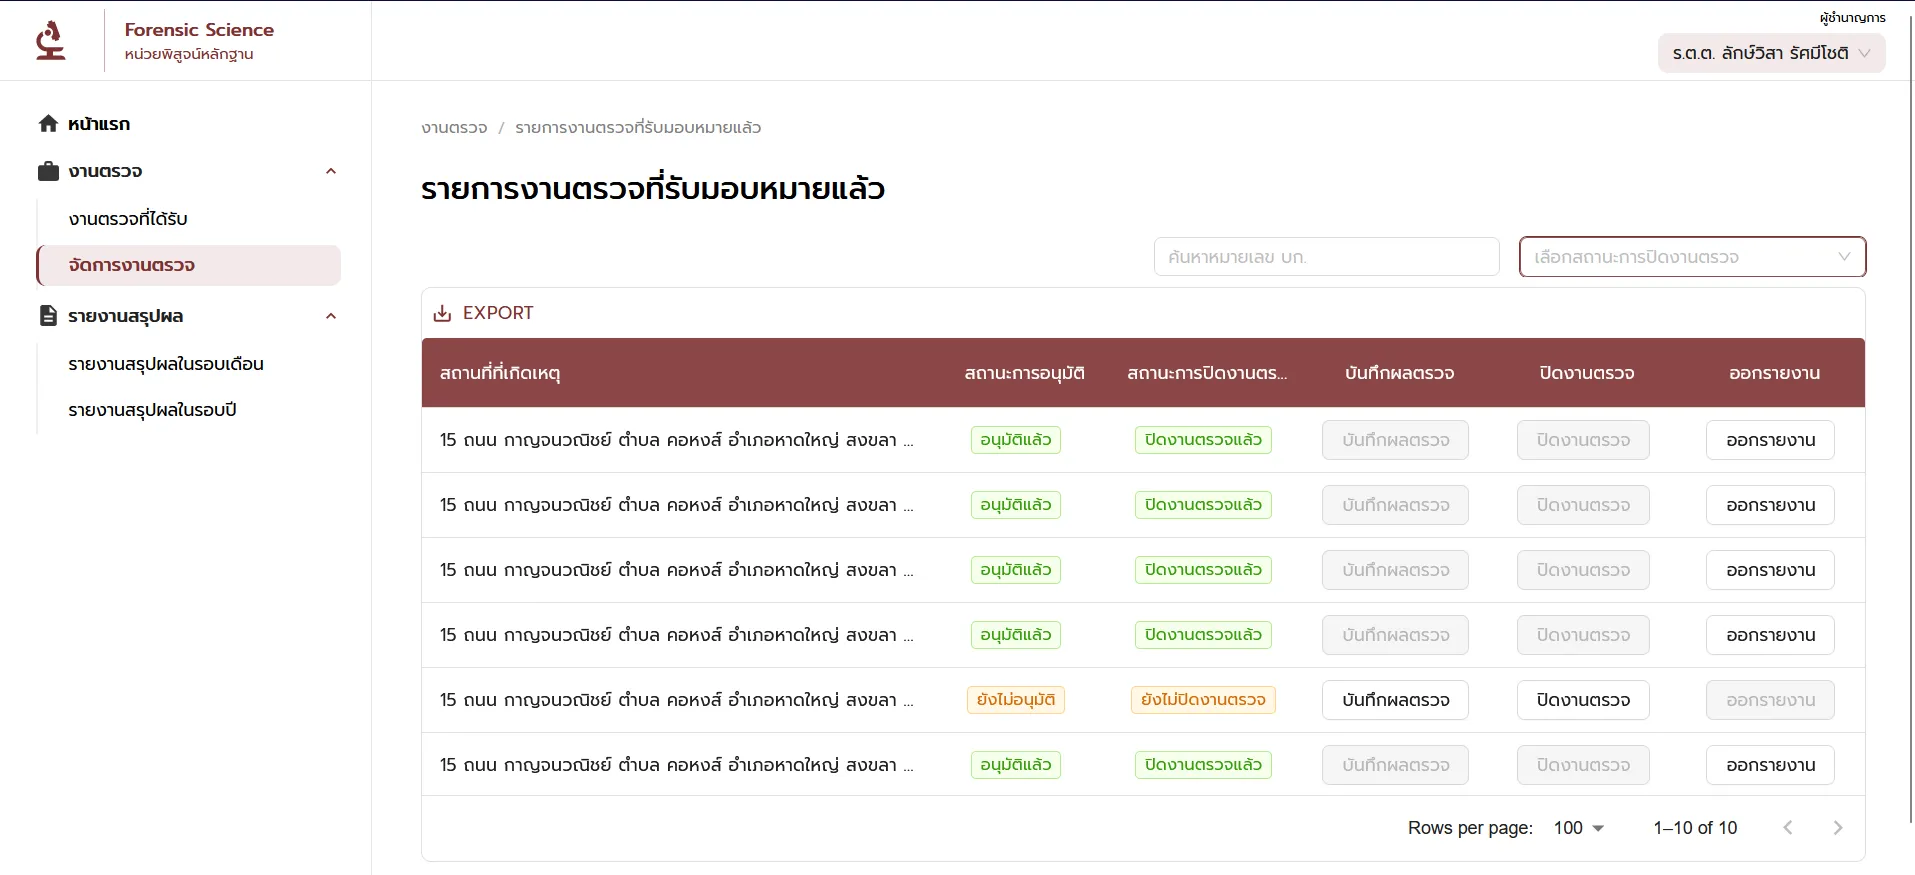 Forensic Science
หน่วยพิสูจน์หลักฐาน
ผู้ชำนาญการ
ร.ต.ต. ลักษ์วิสา รัศมีโชติ
หน้าแรก
งานตรวจ
งานตรวจที่ได้รับ
จัดการงานตรวจ
รายงานสรุปผล
รายงานสรุปผลในรอบเดือน
รายงานสรุปผลในรอบปี
งานตรวจ / รายการงานตรวจที่รับมอบหมายแล้ว
รายการงานตรวจที่รับมอบหมายแล้ว
ค้นหาหมายเลข บก. เลือกสถานะการปิดงานตรวจ
EXPORT
สถานที่ที่เกิดเหตุ สถานะการอนุมัติ สถานะการปิดงานตร... บันทึกผลตรวจ ปิดงานตรวจ ออกรายงาน
15 ถนน กาญจนวณิชย์ ตำบล คอหงส์ อำเภอหาดใหญ่ สงขลา ... อนุมัติแล้ว ปิดงานตรวจแล้ว บันทึกผลตรวจ ปิดงานตรวจ ออกรายงาน
15 ถนน กาญจนวณิชย์ ตำบล คอหงส์ อำเภอหาดใหญ่ สงขลา ... อนุมัติแล้ว ปิดงานตรวจแล้ว บันทึกผลตรวจ ปิดงานตรวจ ออกรายงาน
15 ถนน กาญจนวณิชย์ ตำบล คอหงส์ อำเภอหาดใหญ่ สงขลา ... อนุมัติแล้ว ปิดงานตรวจแล้ว บันทึกผลตรวจ ปิดงานตรวจ ออกรายงาน
15 ถนน กาญจนวณิชย์ ตำบล คอหงส์ อำเภอหาดใหญ่ สงขลา ... อนุมัติแล้ว ปิดงานตรวจแล้ว บันทึกผลตรวจ ปิดงานตรวจ ออกรายงาน
15 ถนน กาญจนวณิชย์ ตำบล คอหงส์ อำเภอหาดใหญ่ สงขลา ... ยังไม่อนุมัติ ยังไม่ปิดงานตรวจ บันทึกผลตรวจ ปิดงานตรวจ ออกรายงาน
15 ถนน กาญจนวณิชย์ ตำบล คอหงส์ อำเภอหาดใหญ่ สงขลา ... อนุมัติแล้ว ปิดงานตรวจแล้ว บันทึกผลตรวจ ปิดงานตรวจ ออกรายงาน
Rows per page: 100 1–10 of 10